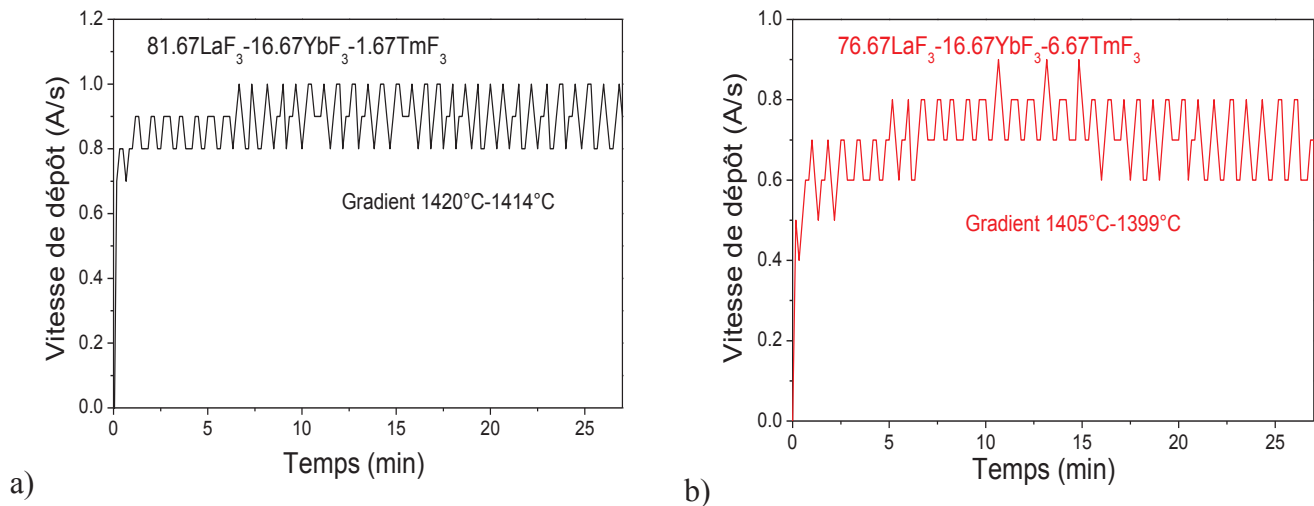 1.2
81.67LaF₃-16.67YbF₃-1.67TmF₃
1.0
0.8
0.6
0.4
0.2
0.0
Vitesse de dépôt (A/s)
Gradient 1420°C-1414°C
0 5 10 15 20 25
Temps (min)
a)
1.0
76.67LaF₃-16.67YbF₃-6.67TmF₃
0.8
0.6
0.4
0.2
0.0
Vitesse de dépôt (A/s)
Gradient 1405°C-1399°C
0 5 10 15 20 25
Temps (min)
b)